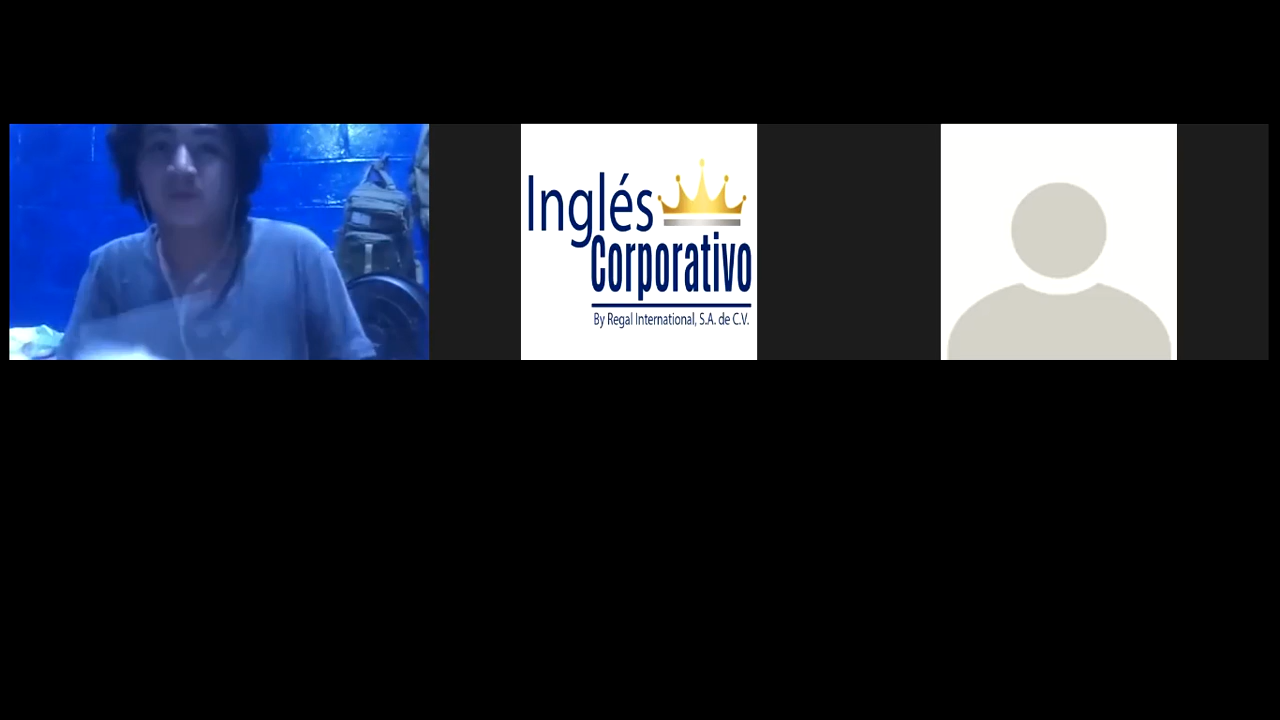 Inglés
Corporativo
By Regal International, S.A. de C.V.